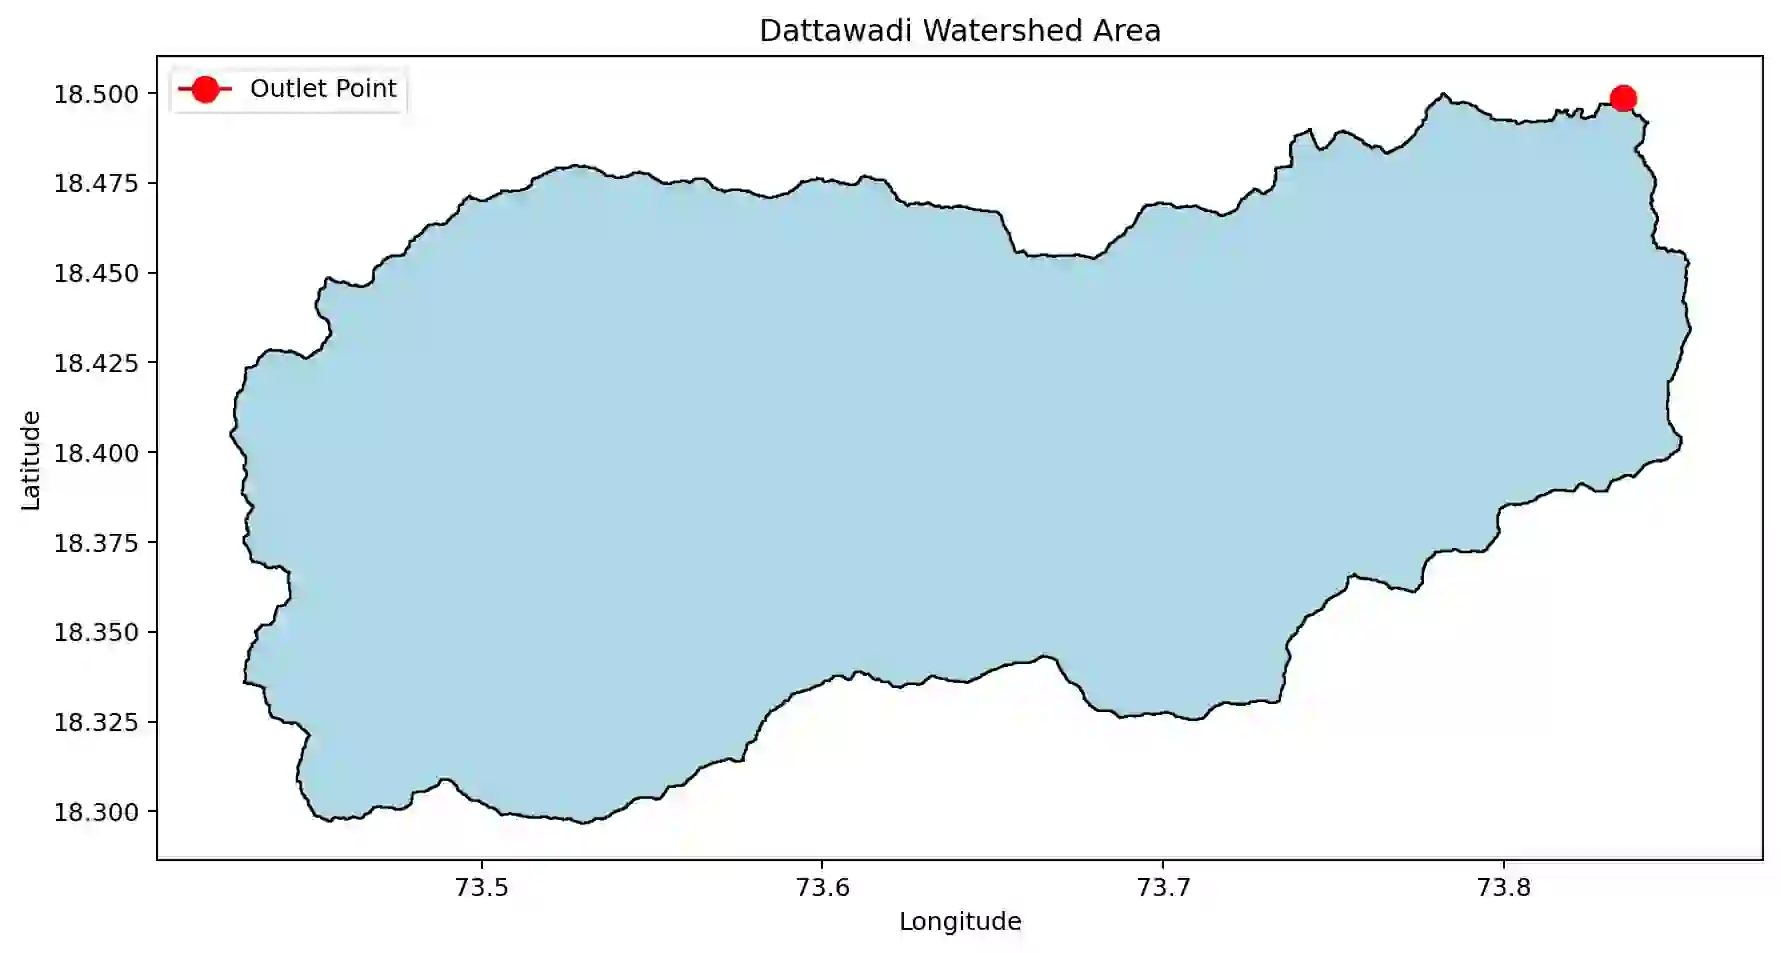 Dattawadi Watershed Area
Outlet Point
18.500
18.475
18.450
18.425
18.400
18.375
18.350
18.325
18.300
Latitude
73.5 73.6 73.7 73.8
Longitude